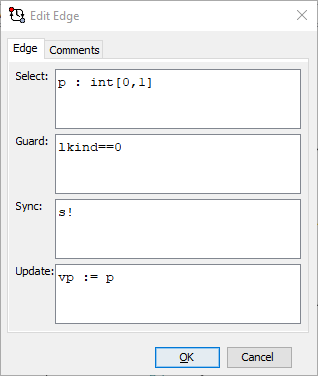 Edit Edge
Edge Comments
Select:
p : int[0,1]
Guard:
lkind==0
Sync:
s!
Update:
vp := p
OK Cancel